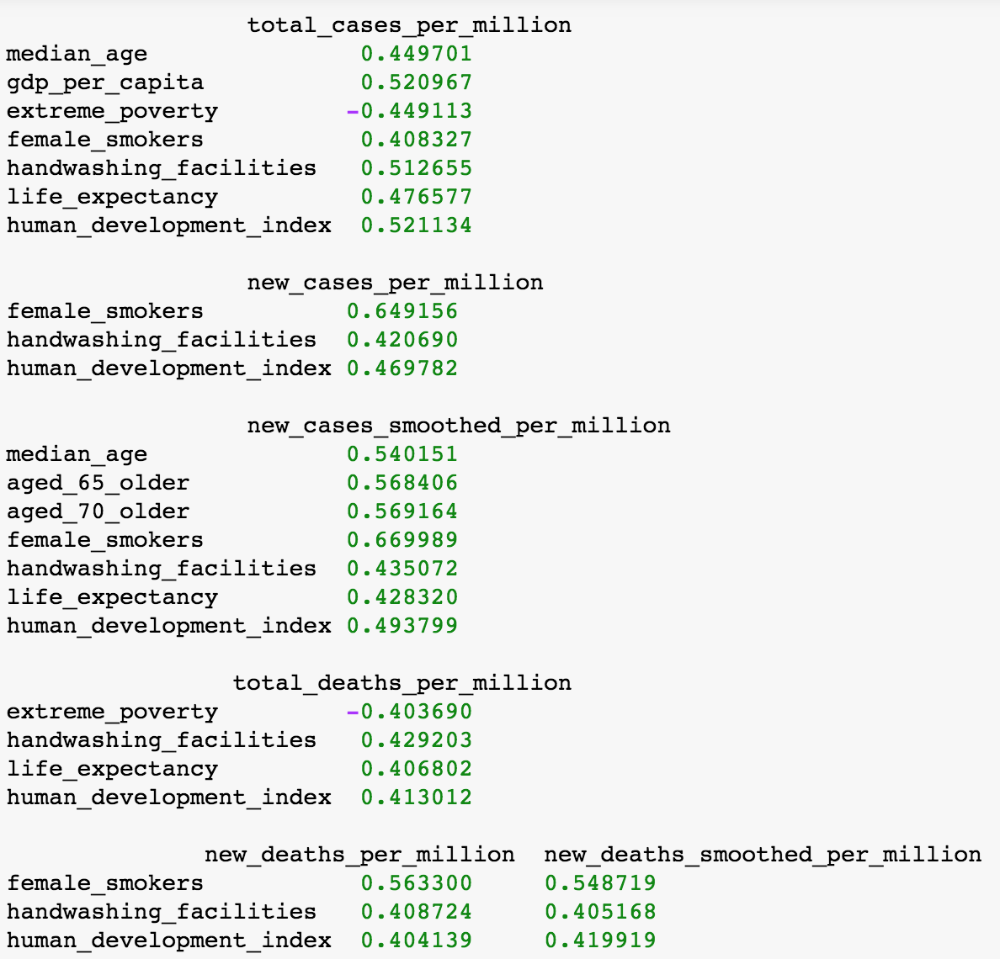 total_cases_per_million
median_age 0.449701
gdp_per_capita 0.520967
extreme_poverty -0.449113
female_smokers 0.408327
handwashing_facilities 0.512655
life_expectancy 0.476577
human_development_index 0.521134
new_cases_per_million
female_smokers 0.649156
handwashing_facilities 0.420690
human_development_index 0.469782
new_cases_smoothed_per_million
median_age 0.540151
aged_65_older 0.568406
aged_70_older 0.569164
female_smokers 0.669989
handwashing_facilities 0.435072
life_expectancy 0.428320
human_development_index 0.493799
total_deaths_per_million
extreme_poverty -0.403690
handwashing_facilities 0.429203
life_expectancy 0.406802
human_development_index 0.413012
new_deaths_per_million new_deaths_smoothed_per_million
female_smokers 0.563300 0.548719
handwashing_facilities 0.408724 0.405168
human_development_index 0.404139 0.419919